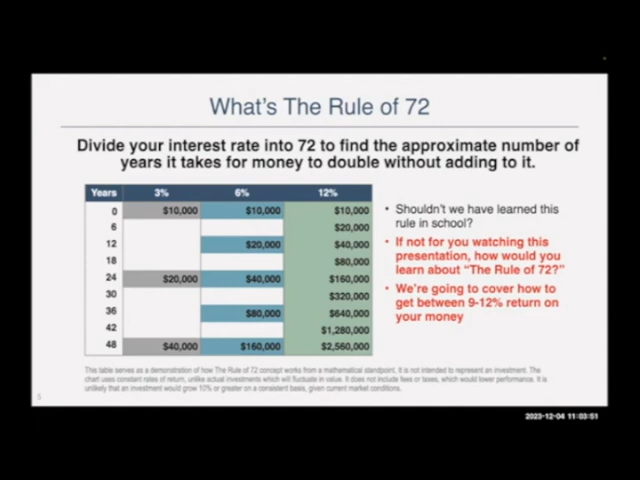 What's The Rule of 72
Divide your interest rate into 72 to find the approximate number of
years it takes for money to double without adding to it.
Years 3% 6% 12%
0 $10,000 $10,000 $10,000
6 $20,000
12 $20,000 $40,000
18 $80,000
24 $20,000 $40,000 $160,000
30 $320,000
36 $80,000 $640,000
42 $1,280,000
48 $40,000 $160,000 $2,560,000
• Shouldn't we have learned this
rule in school?
• If not for you watching this
presentation, how would you
learn about "The Rule of 72?"
• We're going to cover how to
get between 9-12% return on
your money
This table serves as a demonstration of how The Rule of 72 concept works from a mathematical standpoint. It is not intended to represent an investment. The
chart uses constant rates of return, unlike actual investments which will fluctuate in value. It does not include fees or taxes, which would lower performance. It is
unlikely that an investment would grow 10% or greater on a consistent basis, given current market conditions.
5
2023-12-04 11:03:51